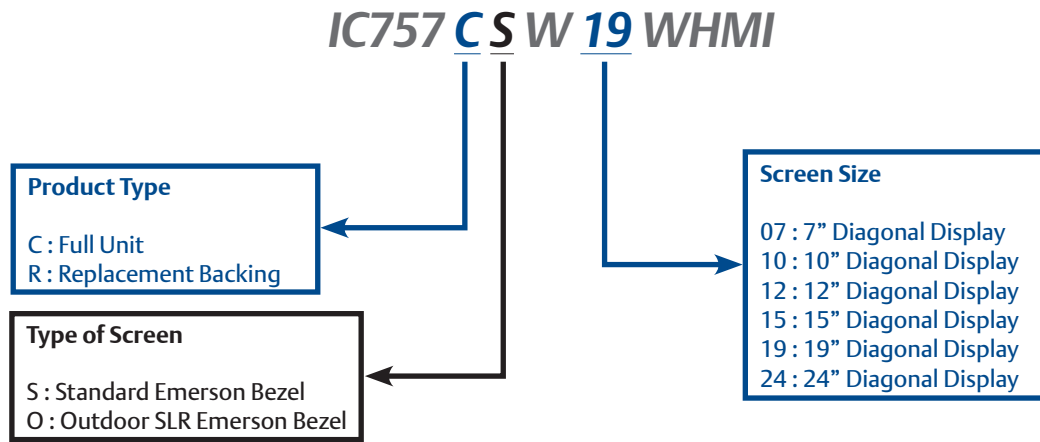 IC757 C S W 19 WHMI
Product Type
C : Full Unit
R : Replacement Backing
Type of Screen
S : Standard Emerson Bezel
O : Outdoor SLR Emerson Bezel
Screen Size
07 : 7” Diagonal Display
10 : 10” Diagonal Display
12 : 12” Diagonal Display
15 : 15” Diagonal Display
19 : 19” Diagonal Display
24 : 24” Diagonal Display